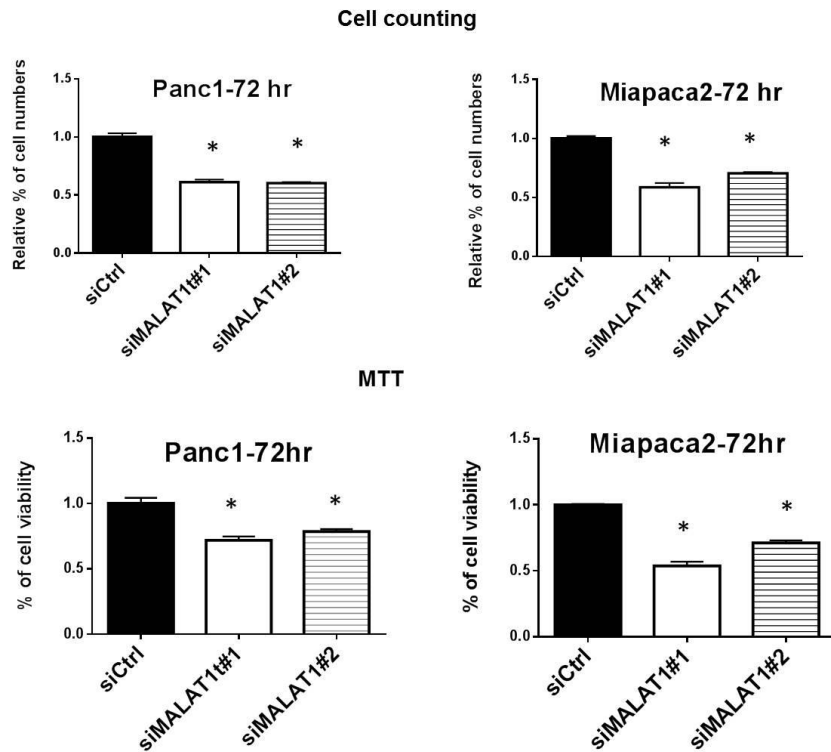 Cell counting
Panc1-72 hr
Relative % of cell numbers
1.5
1.0
0.5
0.0
* *
siCtrl
siMALAT1t#1
siMALAT1#2
Miapaca2-72 hr
Relative % of cell numbers
1.5
1.0
0.5
0.0
* *
siCtrl
siMALAT1#1
siMALAT1#2
MTT
Panc1-72hr
% of cell viability
1.5
1.0
0.5
0.0
* *
siCtrl
siMALAT1t#1
siMALAT1#2
Miapaca2-72hr
% of cell viability
1.5
1.0
0.5
0.0
* *
siCtrl
siMALAT1#1
siMALAT1#2